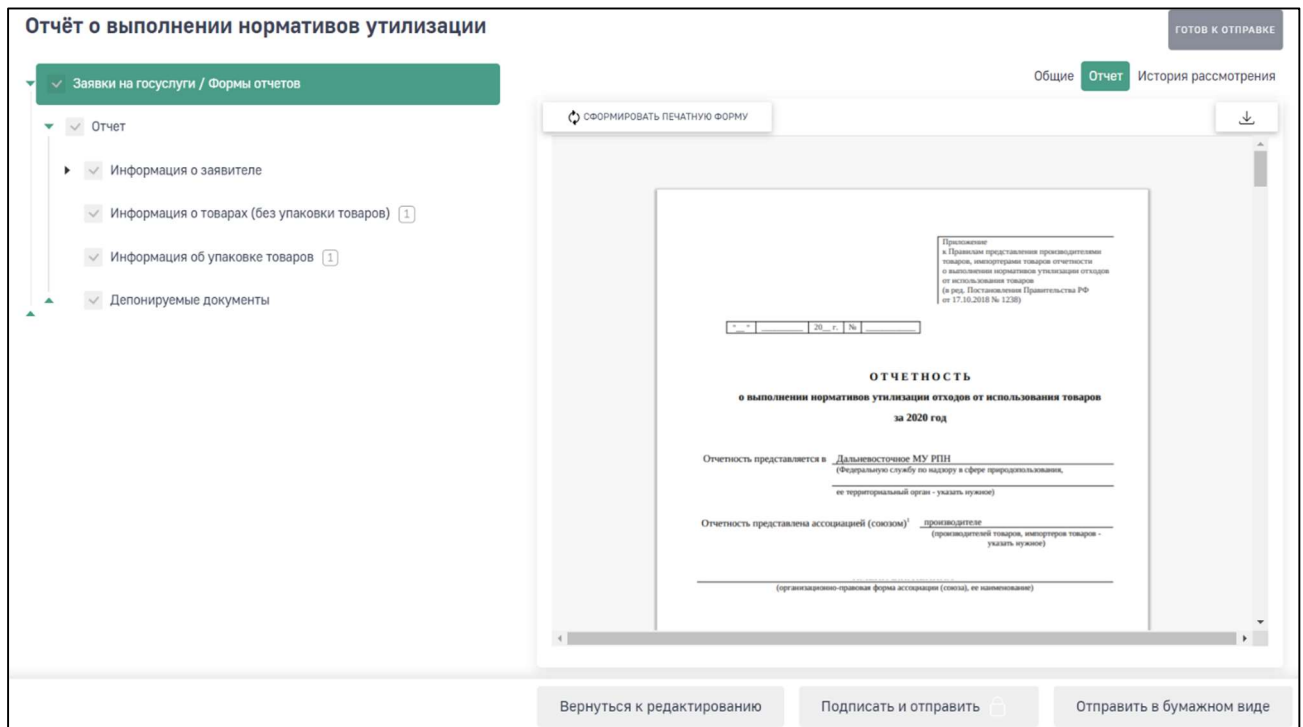 Отчёт о выполнении нормативов утилизации
ГОТОВ К ОТПРАВКЕ
Заявки на госуслуги / Формы отчетов
Общие Отчет История рассмотрения
Отчет
СФОРМИРОВАТЬ ПЕЧАТНУЮ ФОРМУ
Информация о заявителе
Информация о товарах (без упаковки товаров) 1
Информация об упаковке товаров 1
Депонируемые документы
Приложение
к Правилам представления производителями
товаров, импортерами товаров отчетности
о выполнении нормативов утилизации отходов
от использования товаров
(в ред. Постановления Правительства РФ
от 17.10.2018 № 1238)
"__" ________ 20__ г. № ________
ОТЧЕТНОСТЬ
о выполнении нормативов утилизации отходов от использования товаров
за 2020 год
Отчетность представляется в Дальневосточное МУ РПН
(Федеральную службу по надзору в сфере природопользования,
ее территориальный орган - указать нужное)
Отчетность представлена ассоциацией (союзом)¹ производителе
(производителей товаров, импортеров товаров -
указать нужное)
(организационно-правовая форма ассоциации (союза), ее наименование)
Вернуться к редактированию
Подписать и отправить
Отправить в бумажном виде